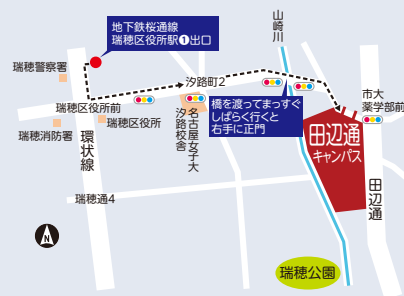 地下鉄桜通線
瑞穂区役所駅❶出口
山崎川
瑞穂警察署
汐路町2
瑞穂区役所前
瑞穂区役所
瑞穂消防署
環状線
名古屋女子大
汐路校舎
橋を渡ってまっすぐ
しばらく行くと
右手に正門
市大
薬学部前
田辺通
キャンパス
田辺通
瑞穂通4
N
瑞穂公園